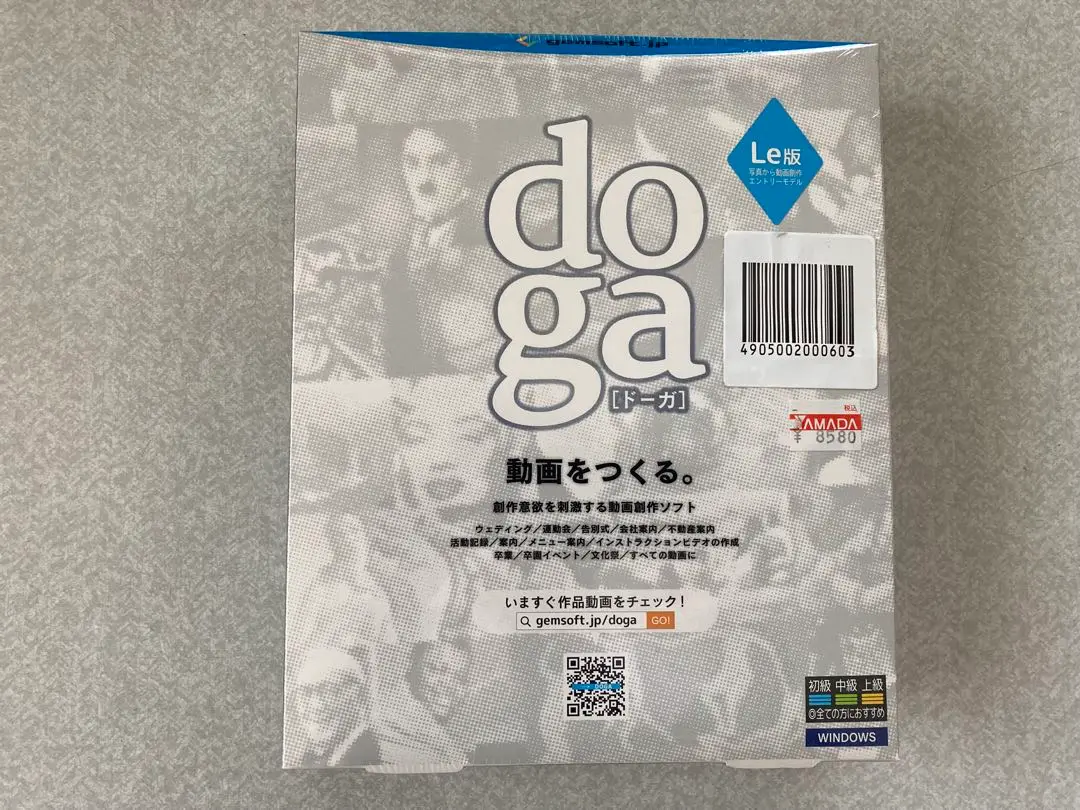 gemsoft.jp
do
ga
[ドーガ]
Le版
写真から動画創作
エントリーモデル
4905002000603
税込
YAMADA
¥ 8580
動画をつくる。
創作意欲を刺激する動画創作ソフト
ウェディング／運動会／告別式／会社案内／不動産案内
活動記録／案内／メニュー案内／インストラクションビデオの作成
卒業／卒園イベント／文化祭／すべての動画に
いますぐ作品動画をチェック!
gemsoft.jp/doga GO!
初級 中級 上級
◎全ての方におすすめ
WINDOWS